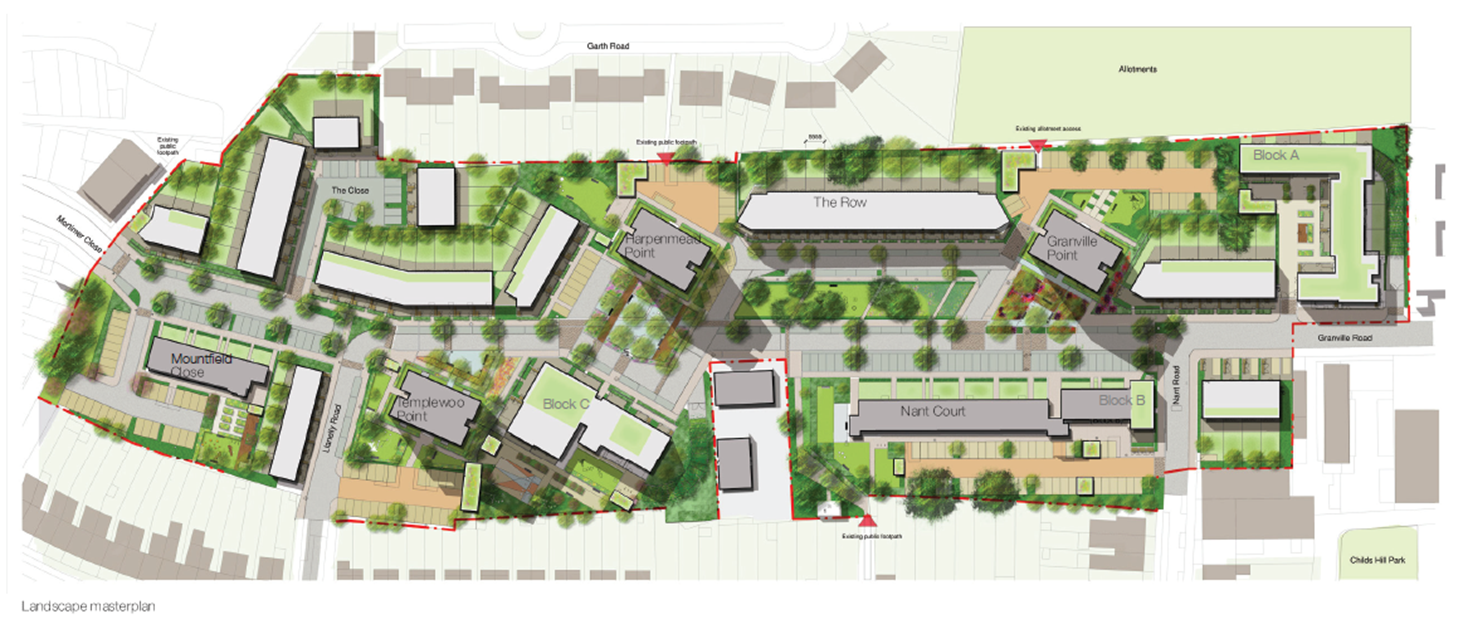 Garth Road
Allotments
Existing
public
footpath
Existing public footpath
Existing allotment access
Block A
The Close
The Row
Mortimer Close
Harpenmead
Point
Granville
Point
Granville Road
Mountfield
Close
Templewoo
Point
Block C
Llanelly Road
Nant Court
Block B
Nant Road
Existing public footpath
Childs Hill Park
Landscape masterplan